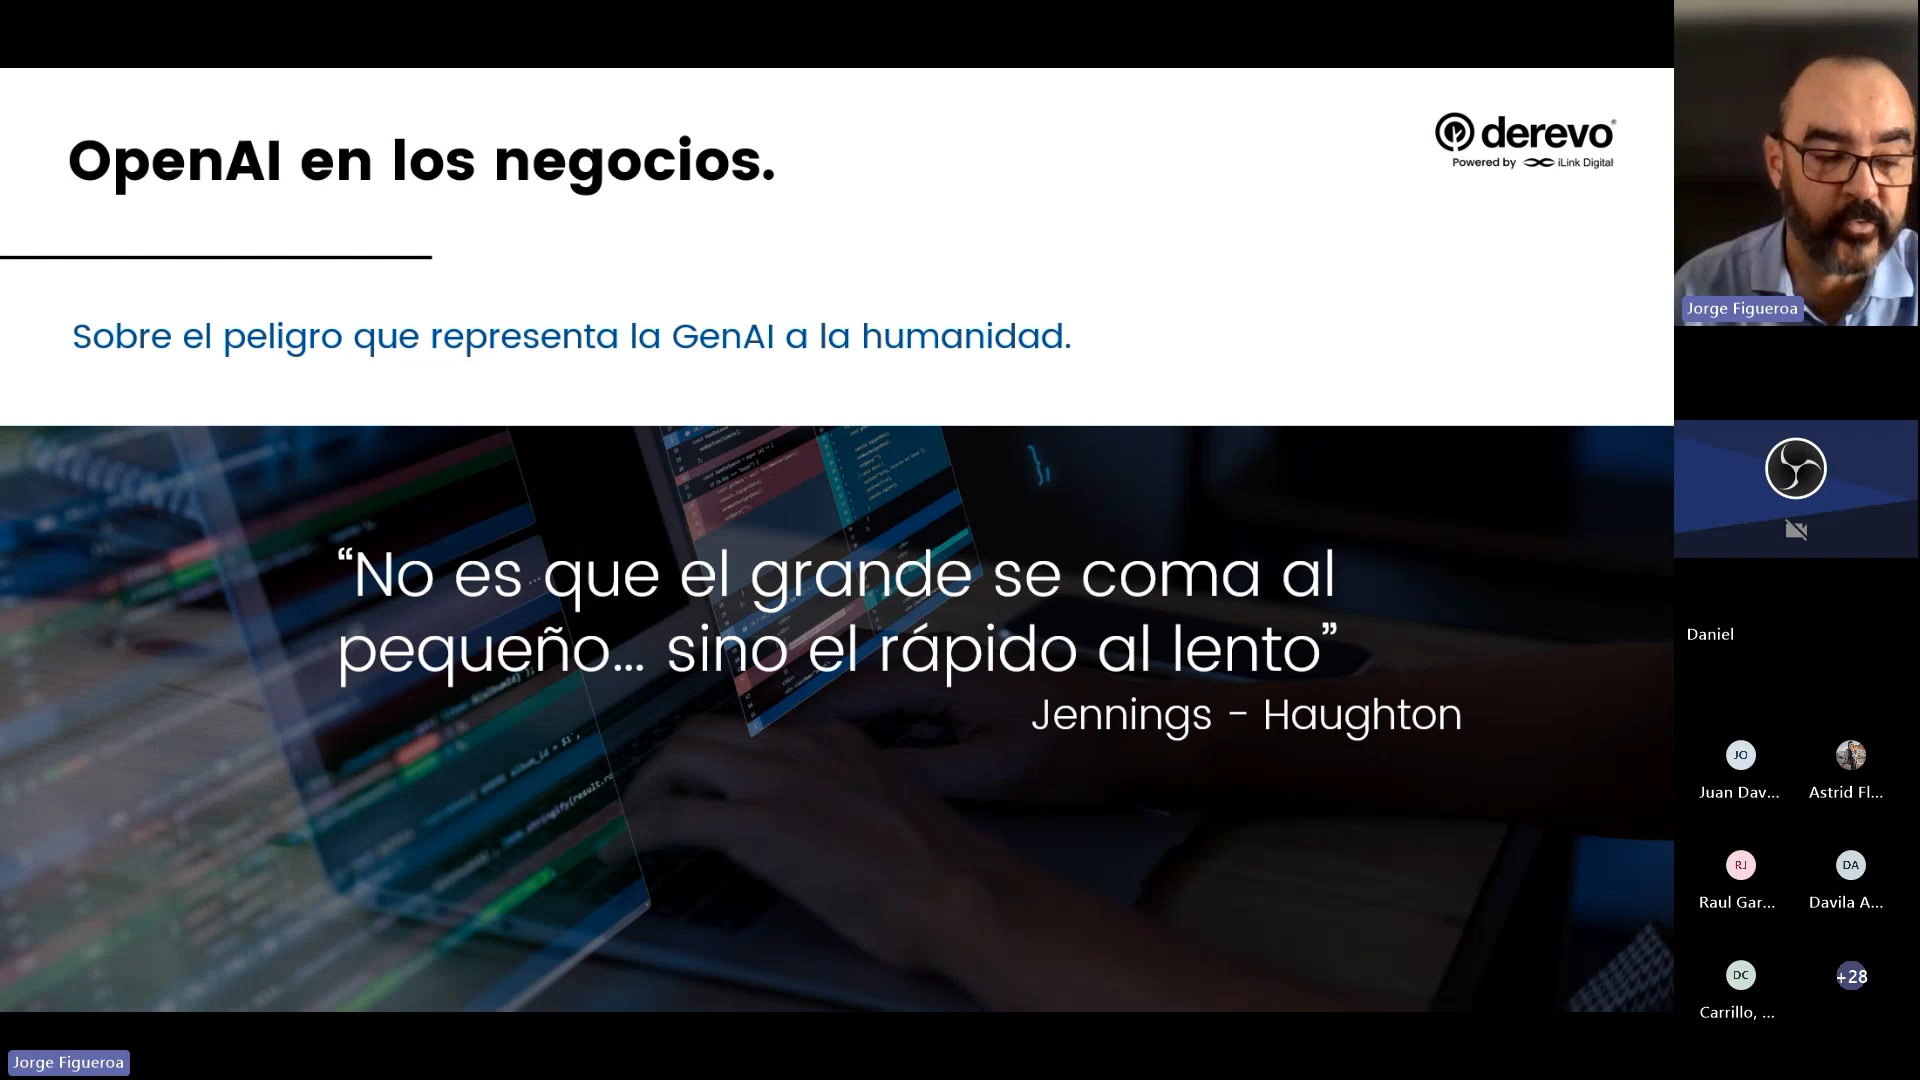 OpenAI en los negocios.
derevo
Powered by iLink Digital
Sobre el peligro que representa la GenAI a la humanidad.
“No es que el grande se coma al
pequeño... sino el rápido al lento”
Jennings - Haughton
Jorge Figueroa
Daniel
JO
Juan Dav...
Astrid Fl...
RJ
Raul Gar...
DA
Davila A...
DC
Carrillo, ...
+28
Jorge Figueroa